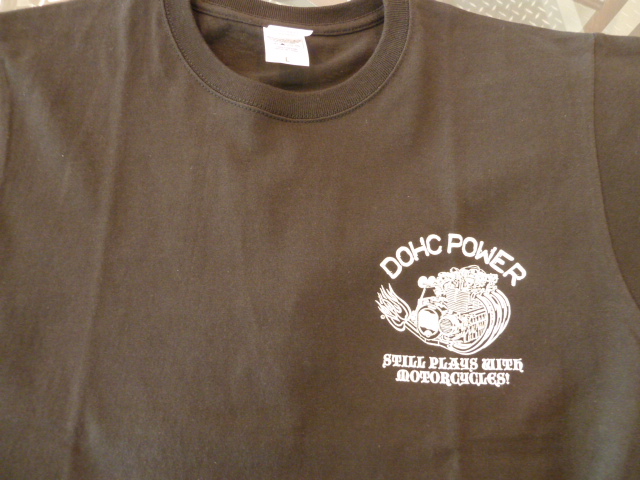 DOHC POWER
STILL PLAYS WITH
MOTORCYCLES!